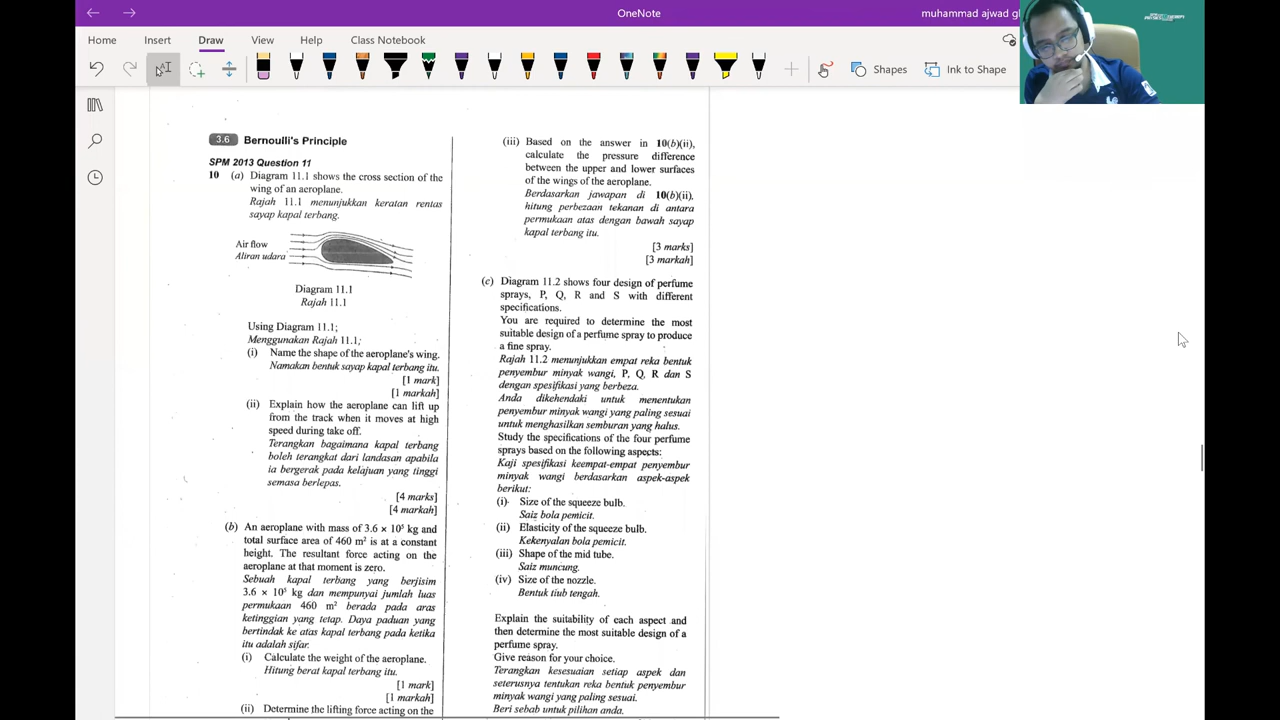 OneNote
muhammad ajwad gh
Home Insert Draw View Help Class Notebook
Shapes Ink to Shape
3.6 Bernoulli's Principle
SPM 2013 Question 11
10 (a) Diagram 11.1 shows the cross section of the
wing of an aeroplane.
Rajah 11.1 menunjukkan keratan rentas
sayap kapal terbang.
Air flow
Aliran udara
Diagram 11.1
Rajah 11.1
Using Diagram 11.1;
Menggunakan Rajah 11.1;
(i) Name the shape of the aeroplane's wing.
Namakan bentuk sayap kapal terbang itu.
[1 mark]
[1 markah]
(ii) Explain how the aeroplane can lift up
from the track when it moves at high
speed during take off.
Terangkan bagaimana kapal terbang
boleh terangkat dari landasan apabila
ia bergerak pada kelajuan yang tinggi
semasa berlepas.
[4 marks]
[4 markah]
(b) An aeroplane with mass of 3.6 × 10⁵ kg and
total surface area of 460 m² is at a constant
height. The resultant force acting on the
aeroplane at that moment is zero.
Sebuah kapal terbang yang berjisim
3.6 × 10⁵ kg dan mempunyai jumlah luas
permukaan 460 m² berada pada aras
ketinggian yang tetap. Daya paduan yang
bertindak ke atas kapal terbang pada ketika
itu adalah sifar.
(i) Calculate the weight of the aeroplane.
Hitung berat kapal terbang itu.
[1 mark]
[1 markah]
(ii) Determine the lifting force acting on the
(iii) Based on the answer in 10(b)(ii),
calculate the pressure difference
between the upper and lower surfaces
of the wings of the aeroplane.
Berdasarkan jawapan di 10(b)(ii),
hitung perbezaan tekanan di antara
permukaan atas dengan bawah sayap
kapal terbang itu.
[3 marks]
[3 markah]
(c) Diagram 11.2 shows four design of perfume
sprays, P, Q, R and S with different
specifications.
You are required to determine the most
suitable design of a perfume spray to produce
a fine spray.
Rajah 11.2 menunjukkan empat reka bentuk
penyembur minyak wangi, P, Q, R dan S
dengan spesifikasi yang berbeza.
Anda dikehendaki untuk menentukan
penyembur minyak wangi yang paling sesuai
untuk menghasilkan semburan yang halus.
Study the specifications of the four perfume
sprays based on the following aspects:
Kaji spesifikasi keempat-empat penyembur
minyak wangi berdasarkan aspek-aspek
berikut:
(i) Size of the squeeze bulb.
Saiz bola pemicit.
(ii) Elasticity of the squeeze bulb.
Kekenyalan bola pemicit.
(iii) Shape of the mid tube.
Saiz muncung.
(iv) Size of the nozzle.
Bentuk tiub tengah.
Explain the suitability of each aspect and
then determine the most suitable design of a
perfume spray.
Give reason for your choice.
Terangkan kesesuaian setiap aspek dan
seterusnya tentukan reka bentuk penyembur
minyak wangi yang paling sesuai.
Beri sebab untuk pilihan anda.